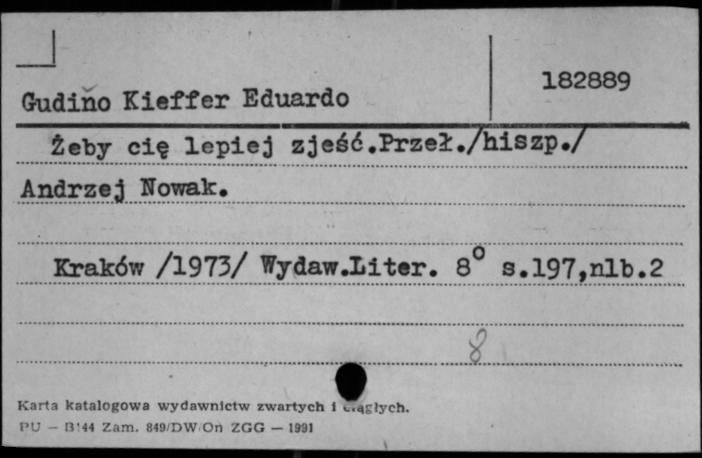 182889
Gudiño Kieffer Eduardo
Żeby cię lepiej zjeść.Przeł./hiszp./
Andrzej Nowak.
Kraków /1973/ Wydaw.Liter. 8° s.197,nlb.2
8
Karta katalogowa wydawnictw zwartych i ciągłych.
PU — B144 Zam. 849/DW/On ZGG — 1991